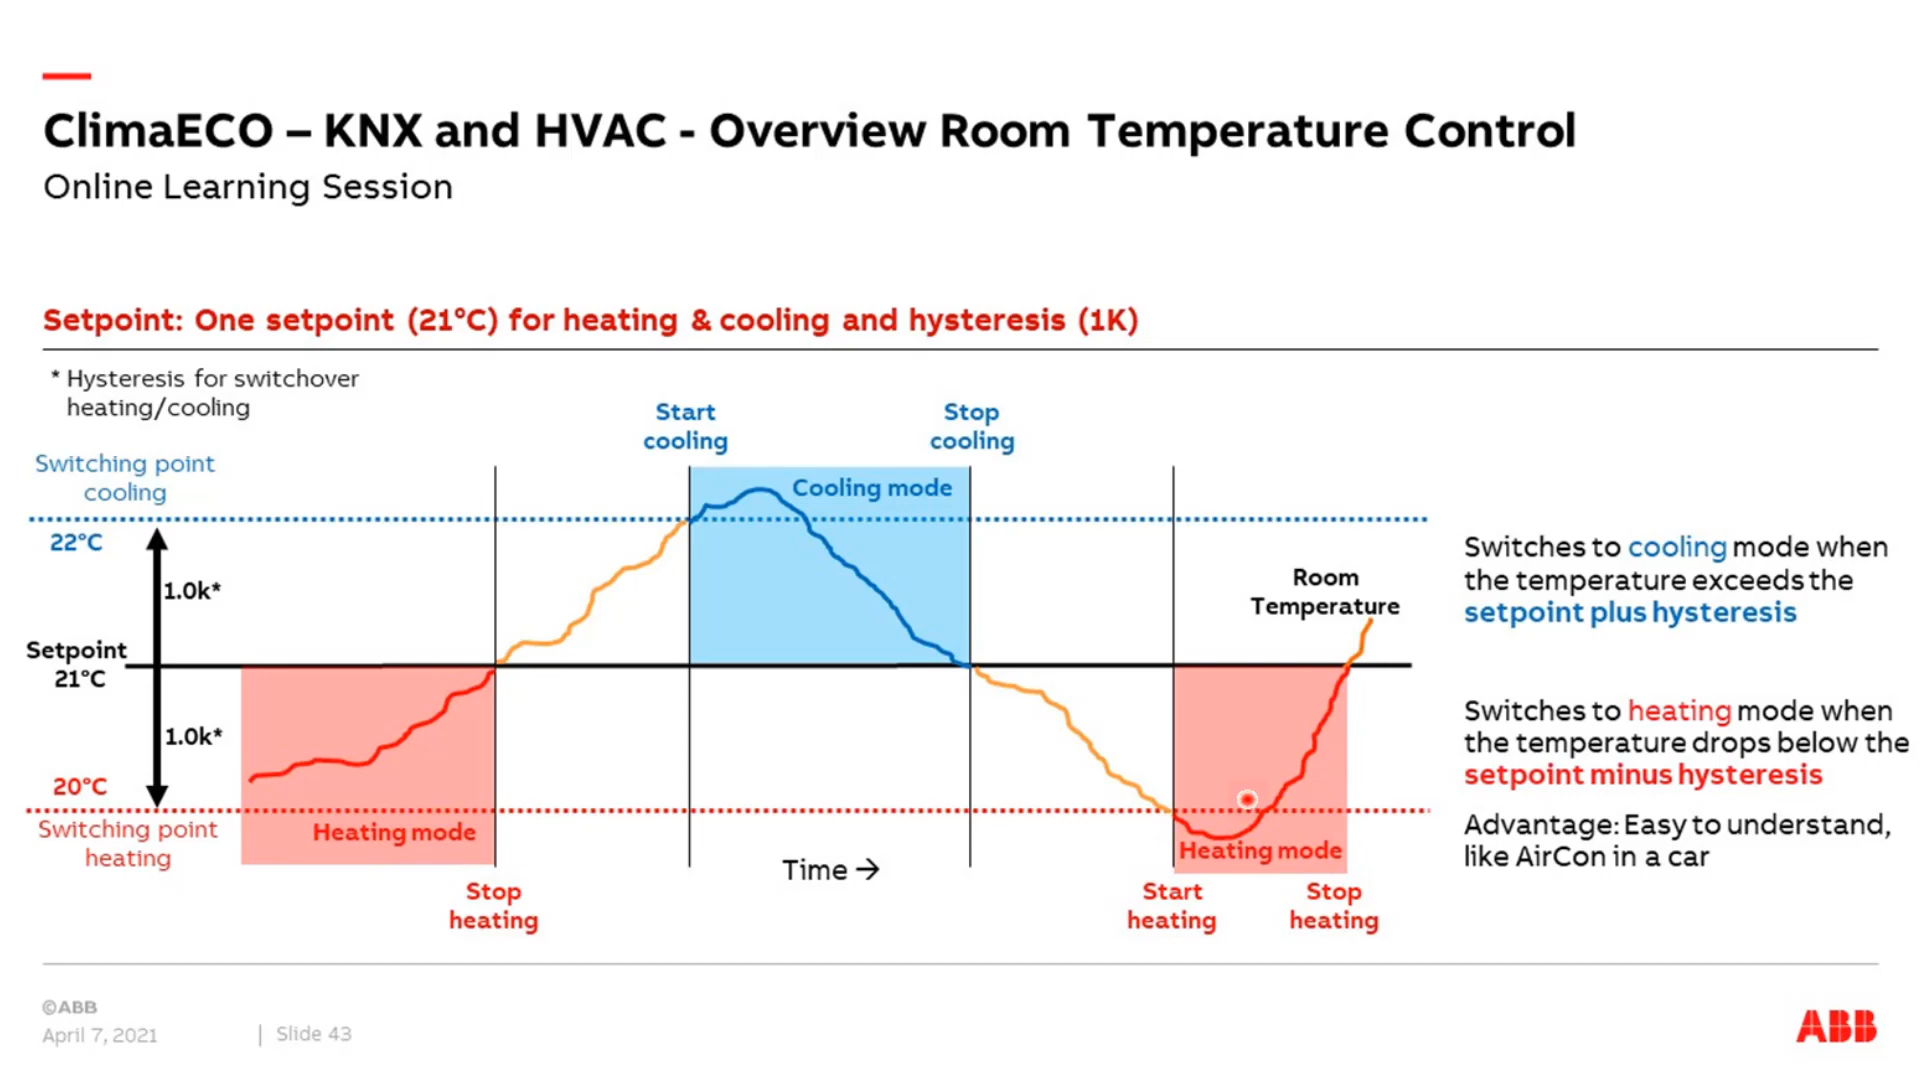 ClimaECO – KNX and HVAC - Overview Room Temperature Control
Online Learning Session
Setpoint: One setpoint (21°C) for heating & cooling and hysteresis (1K)
* Hysteresis for switchover
heating/cooling
Start
cooling
Stop
cooling
Switching point
cooling
Cooling mode
22°C
1.0k*
Room
Temperature
Setpoint
21°C
1.0k*
20°C
Switching point
heating
Heating mode
Heating mode
Time →
Stop
heating
Start
heating
Stop
heating
Switches to cooling mode when
the temperature exceeds the
setpoint plus hysteresis
Switches to heating mode when
the temperature drops below the
setpoint minus hysteresis
Advantage: Easy to understand,
like AirCon in a car
©ABB
April 7, 2021
| Slide 43
ABB